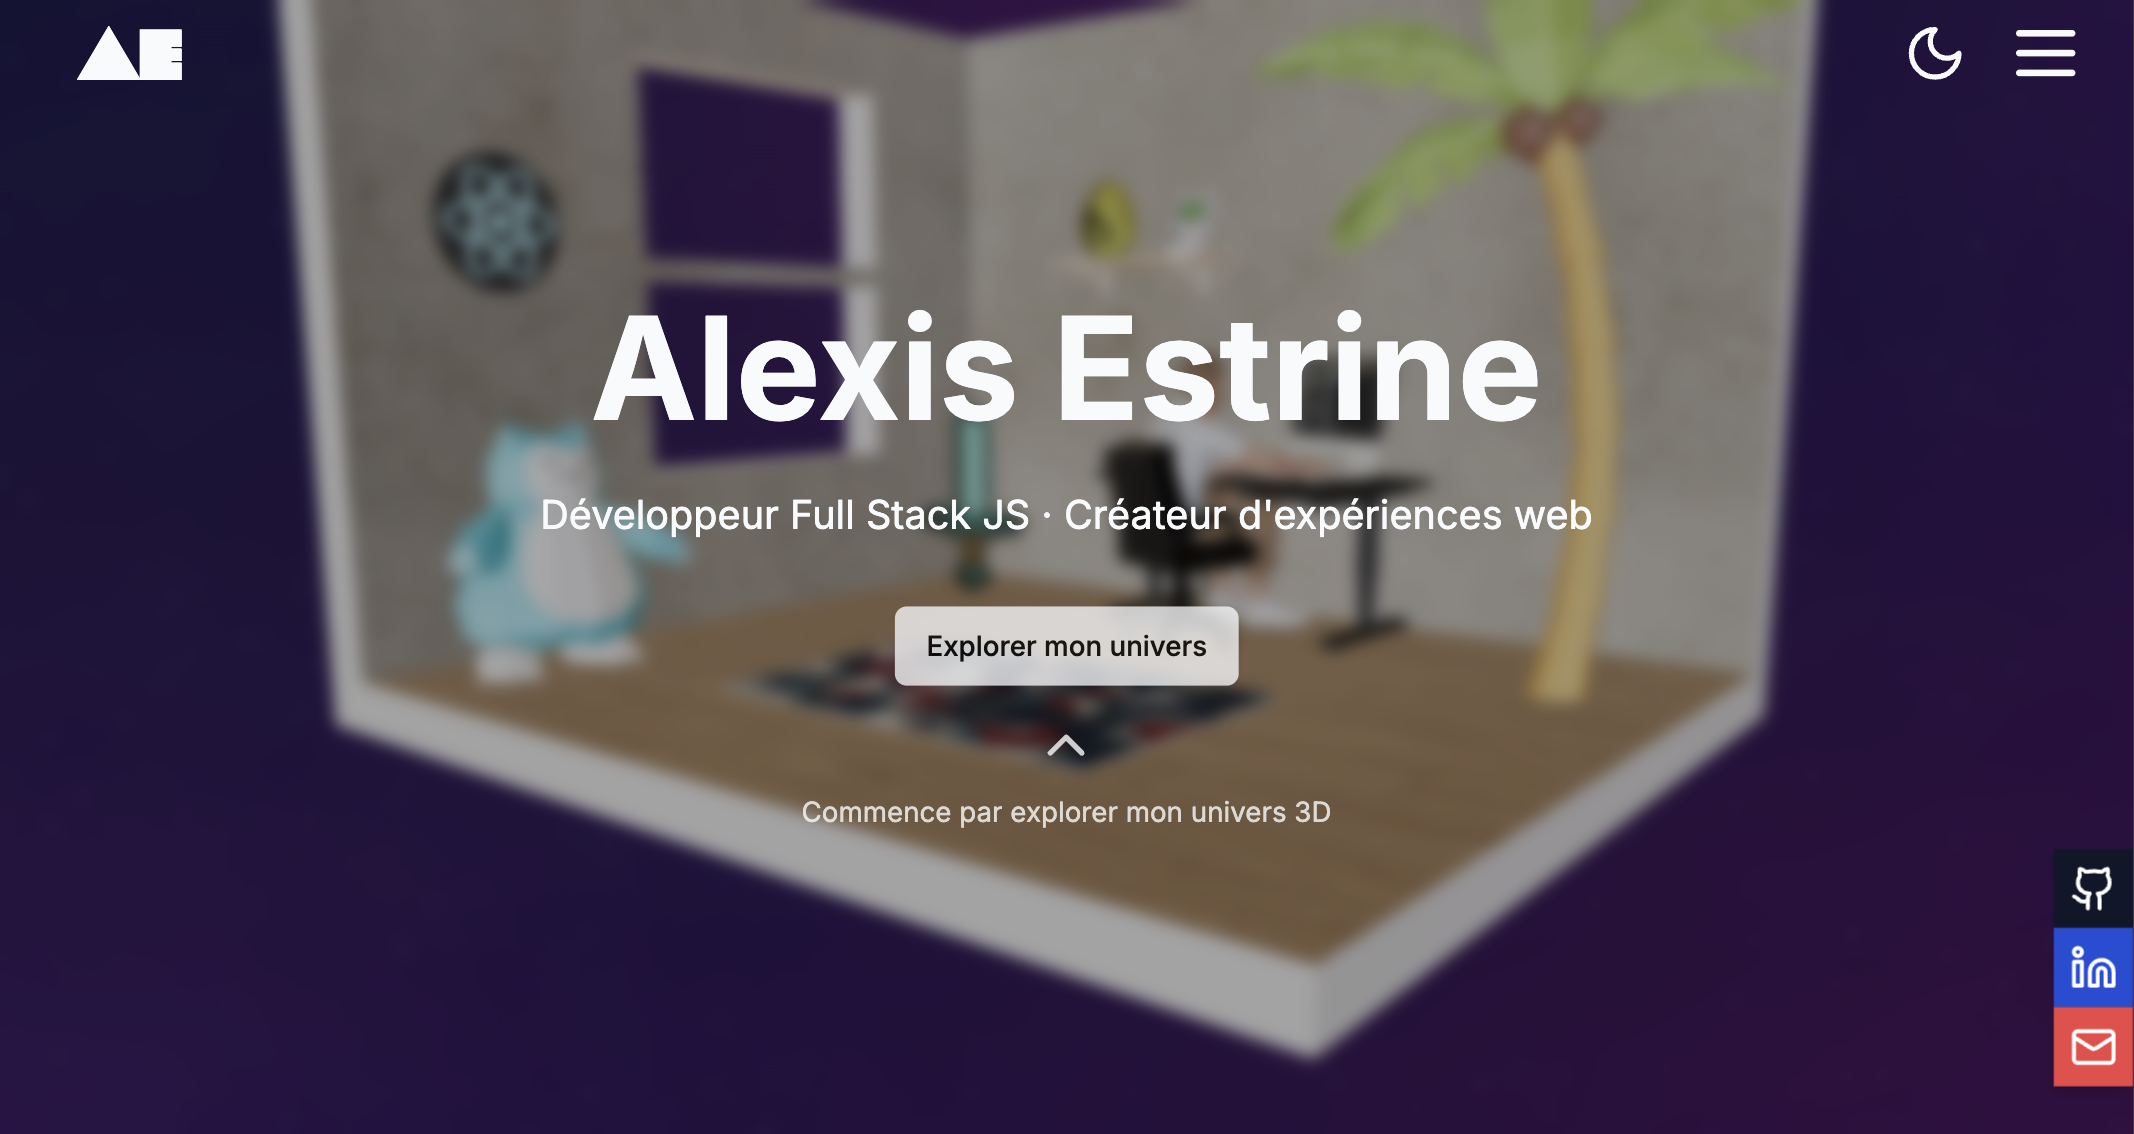 AE
Alexis Estrine
Développeur Full Stack JS · Créateur d'expériences web
Explorer mon univers
Commence par explorer mon univers 3D
in